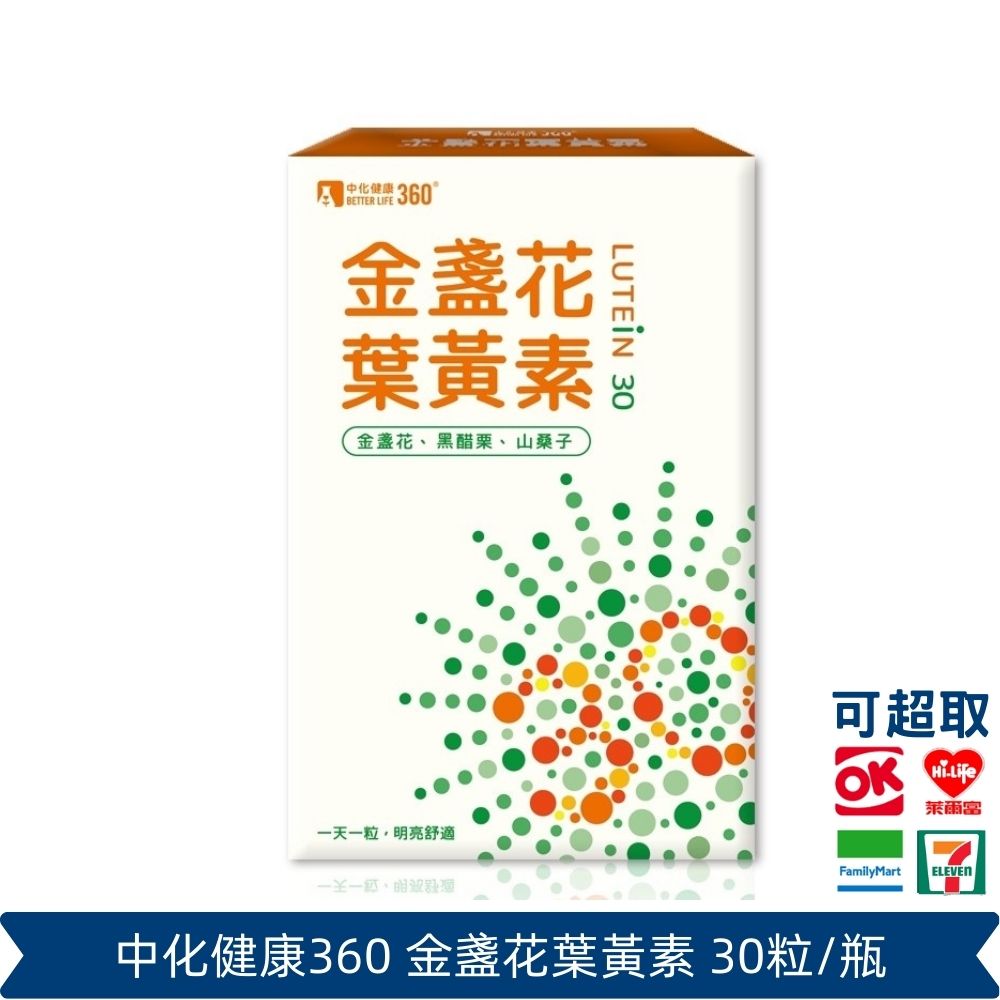 中化健康
BETTER LIFE 360®
金盞花
葉黃素
LUTEiN 30
金盞花、黑醋栗、山桑子
一天一粒，明亮舒適
可超取
OK
Hi-Life
萊爾富
FamilyMart
7
ELEVEn
中化健康360 金盞花葉黃素 30粒/瓶